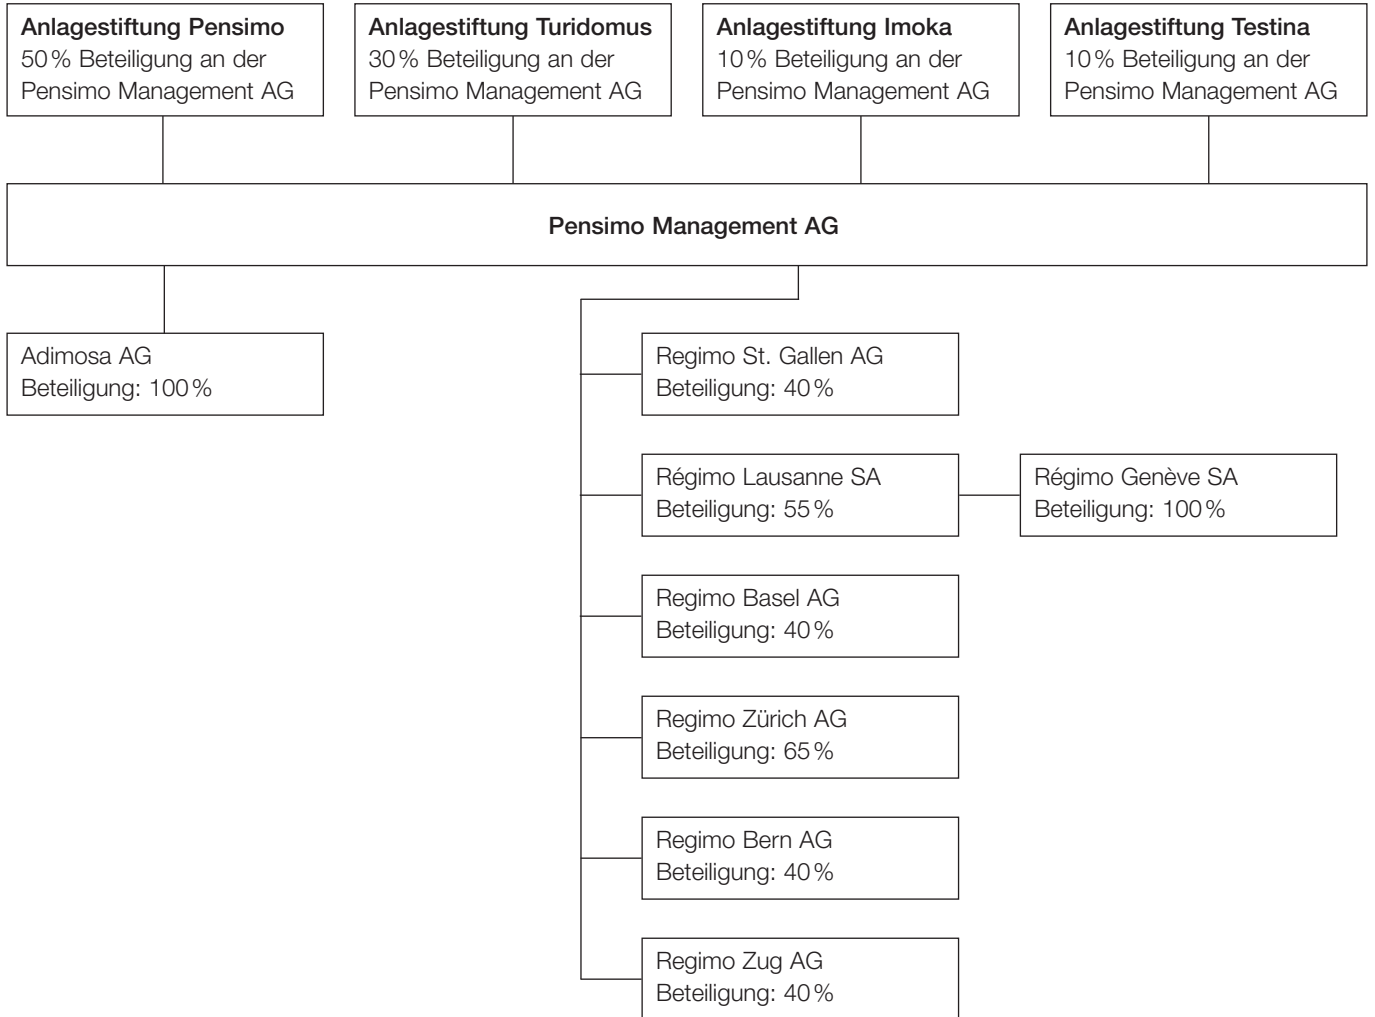 Anlagestiftung Pensimo
50% Beteiligung an der
Pensimo Management AG
Anlagestiftung Turidomus
30% Beteiligung an der
Pensimo Management AG
Anlagestiftung Imoka
10% Beteiligung an der
Pensimo Management AG
Anlagestiftung Testina
10% Beteiligung an der
Pensimo Management AG
Pensimo Management AG
Adimosa AG
Beteiligung: 100%
Regimo St. Gallen AG
Beteiligung: 40%
Régimo Lausanne SA
Beteiligung: 55%
Régimo Genève SA
Beteiligung: 100%
Regimo Basel AG
Beteiligung: 40%
Regimo Zürich AG
Beteiligung: 65%
Regimo Bern AG
Beteiligung: 40%
Regimo Zug AG
Beteiligung: 40%